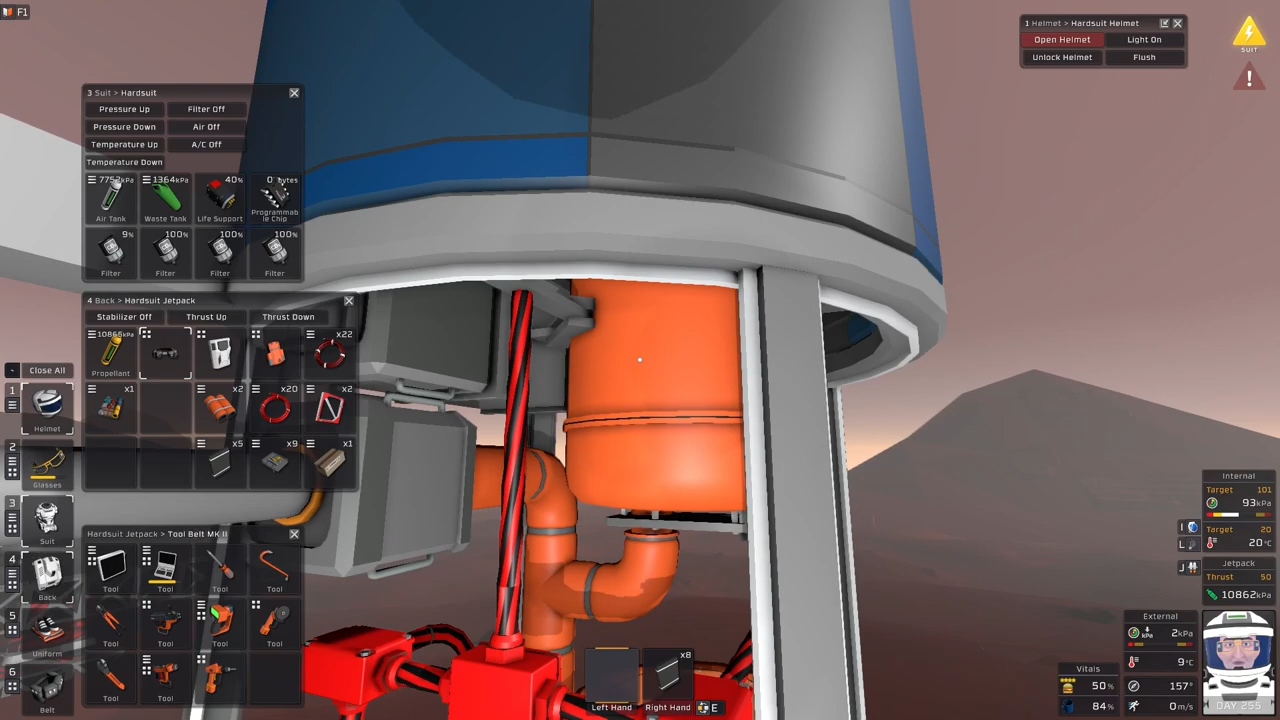 F1
1 Helmet > Hardsuit Helmet
Open Helmet Light On
Unlock Helmet Flush
SUIT
3 Suit > Hardsuit
Pressure Up Filter Off
Pressure Down Air Off
Temperature Up A/C Off
Temperature Down
1364kPa 40%
Air Tank Waste Tank Life Support Programmab
le Chip
9% 100% 100% 100%
Filter Filter Filter Filter
4 Back > Hardsuit Jetpack
Stabilizer Off Thrust Up Thrust Down
x22
Propellant
x1 x2 x20 x2
x5 x9 x1
~ Close All
1 Helmet
2 Glasses
3 Suit
4 Back
5 Uniform
6 Belt
Hardsuit Jetpack > Tool Belt MK II
Tool Tool Tool Tool
Tool Tool Tool Tool
Tool Tool Tool
x8
Left Hand Right Hand E
Internal
Target 101
93kPa
Target 20
20°C
I
L
J
Jetpack
Thrust 50
10862kPa
External
kPa 2kPa
9°C
157°
0m/s
Vitals
50%
84%
DAY 255